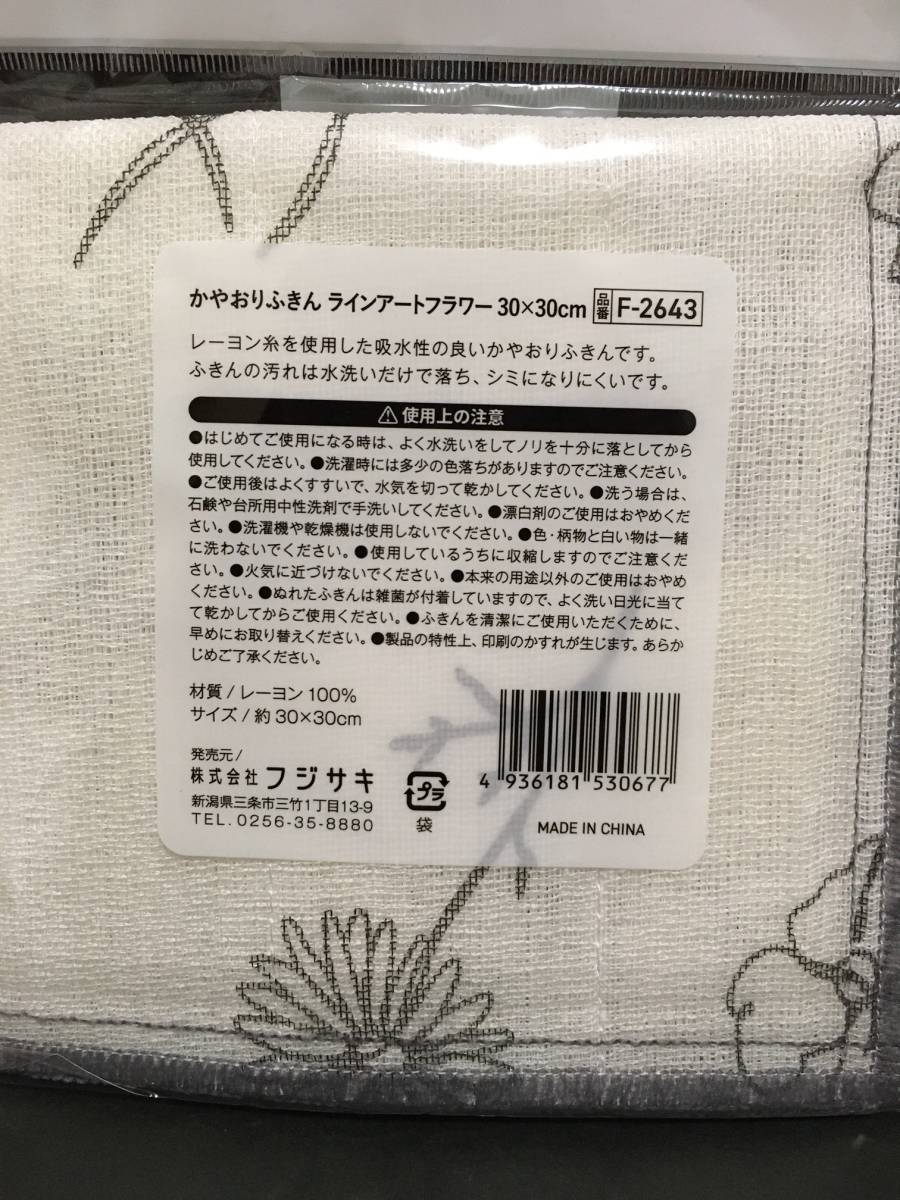 かやおりふきん ラインアートフラワー 30×30cm 品番 F-2643
レーヨン糸を使用した吸水性の良いかやおりふきんです。
ふきんの汚れは水洗いだけで落ち、シミになりにくいです。
⚠使用上の注意
●はじめてご使用になる時は、よく水洗いをしてノリを十分に落としてから
使用してください。●洗濯時には多少の色落ちがありますのでご注意ください。
●ご使用後はよくすすいで、水気を切って乾かしてください。●洗う場合は、
石鹸や台所用中性洗剤で手洗いしてください。●漂白剤のご使用はおやめくだ
さい。●洗濯機や乾燥機は使用しないでください。●色・柄物と白い物は一緒
に洗わないでください。●使用しているうちに収縮しますのでご注意くだ
さい。●火気に近づけないでください。●本来の用途以外のご使用はおやめ
ください。●ぬれたふきんは雑菌が付着していますので、よく洗い日光に当て
て乾かしてからご使用ください。●ふきんを清潔にご使用いただくために、
早めにお取り替えください。●製品の特性上、印刷のかすれが生じます。あらか
じめご了承ください。
材質 / レーヨン 100%
サイズ / 約30×30cm
発売元 /
株式会社 フジサキ
新潟県三条市三竹1丁目13-9
TEL. 0256-35-8880
プラ
袋
4 936181 530677
MADE IN CHINA